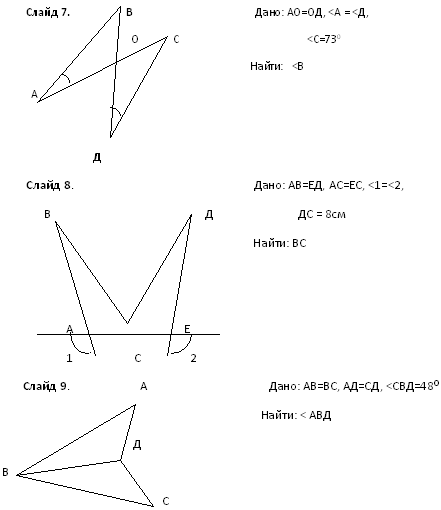 Слайд 7.
В
Дано: АО=ОД, <А =<Д,
О
С
<С=73°
Найти: <В
А
Д
Слайд 8.
Дано: АВ=ЕД, АС=ЕС, <1=<2,
В
Д
ДС = 8см
Найти: ВС
А
Е
1
С
2
Слайд 9.
А
Дано: АВ=ВС, АД=СД, <СВД=48⁰
Найти: < АВД
Д
В
С